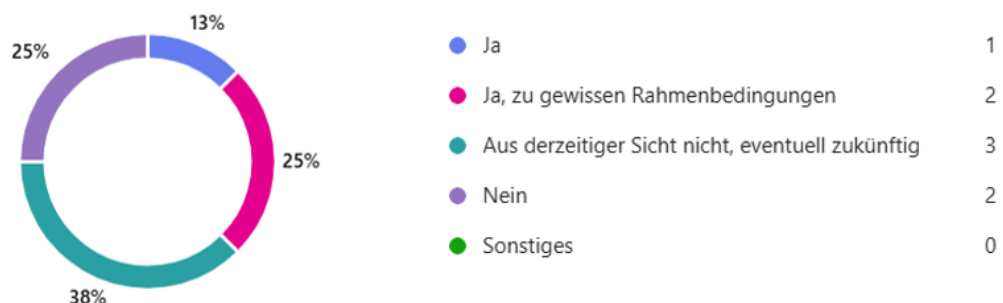 13%
25%
25%
38%
Ja 1
Ja, zu gewissen Rahmenbedingungen 2
Aus derzeitiger Sicht nicht, eventuell zukünftig 3
Nein 2
Sonstiges 0